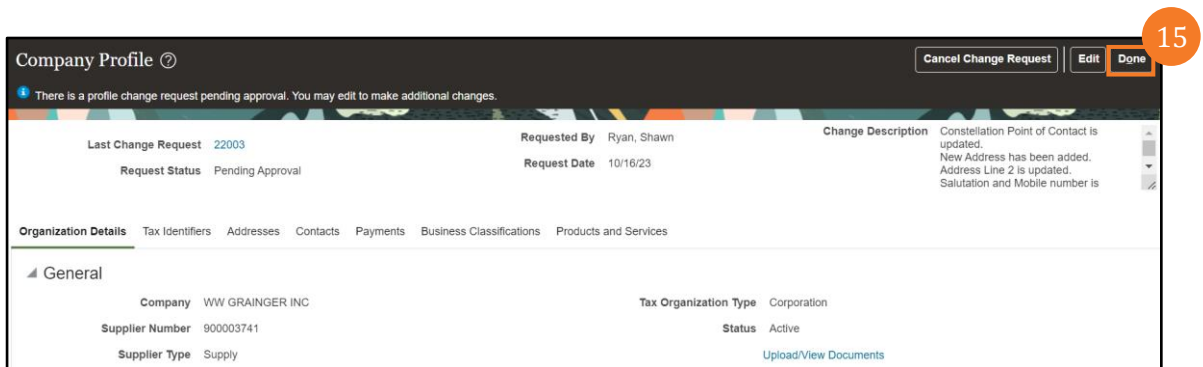 15
Company Profile ?
Cancel Change Request Edit Done
i There is a profile change request pending approval. You may edit to make additional changes.
Last Change Request 22003
Request Status Pending Approval
Requested By Ryan, Shawn
Request Date 10/16/23
Change Description Constellation Point of Contact is
updated.
New Address has been added.
Address Line 2 is updated.
Salutation and Mobile number is
Organization Details Tax Identifiers Addresses Contacts Payments Business Classifications Products and Services
General
Company WW GRAINGER INC
Supplier Number 900003741
Supplier Type Supply
Tax Organization Type Corporation
Status Active
Upload/View Documents